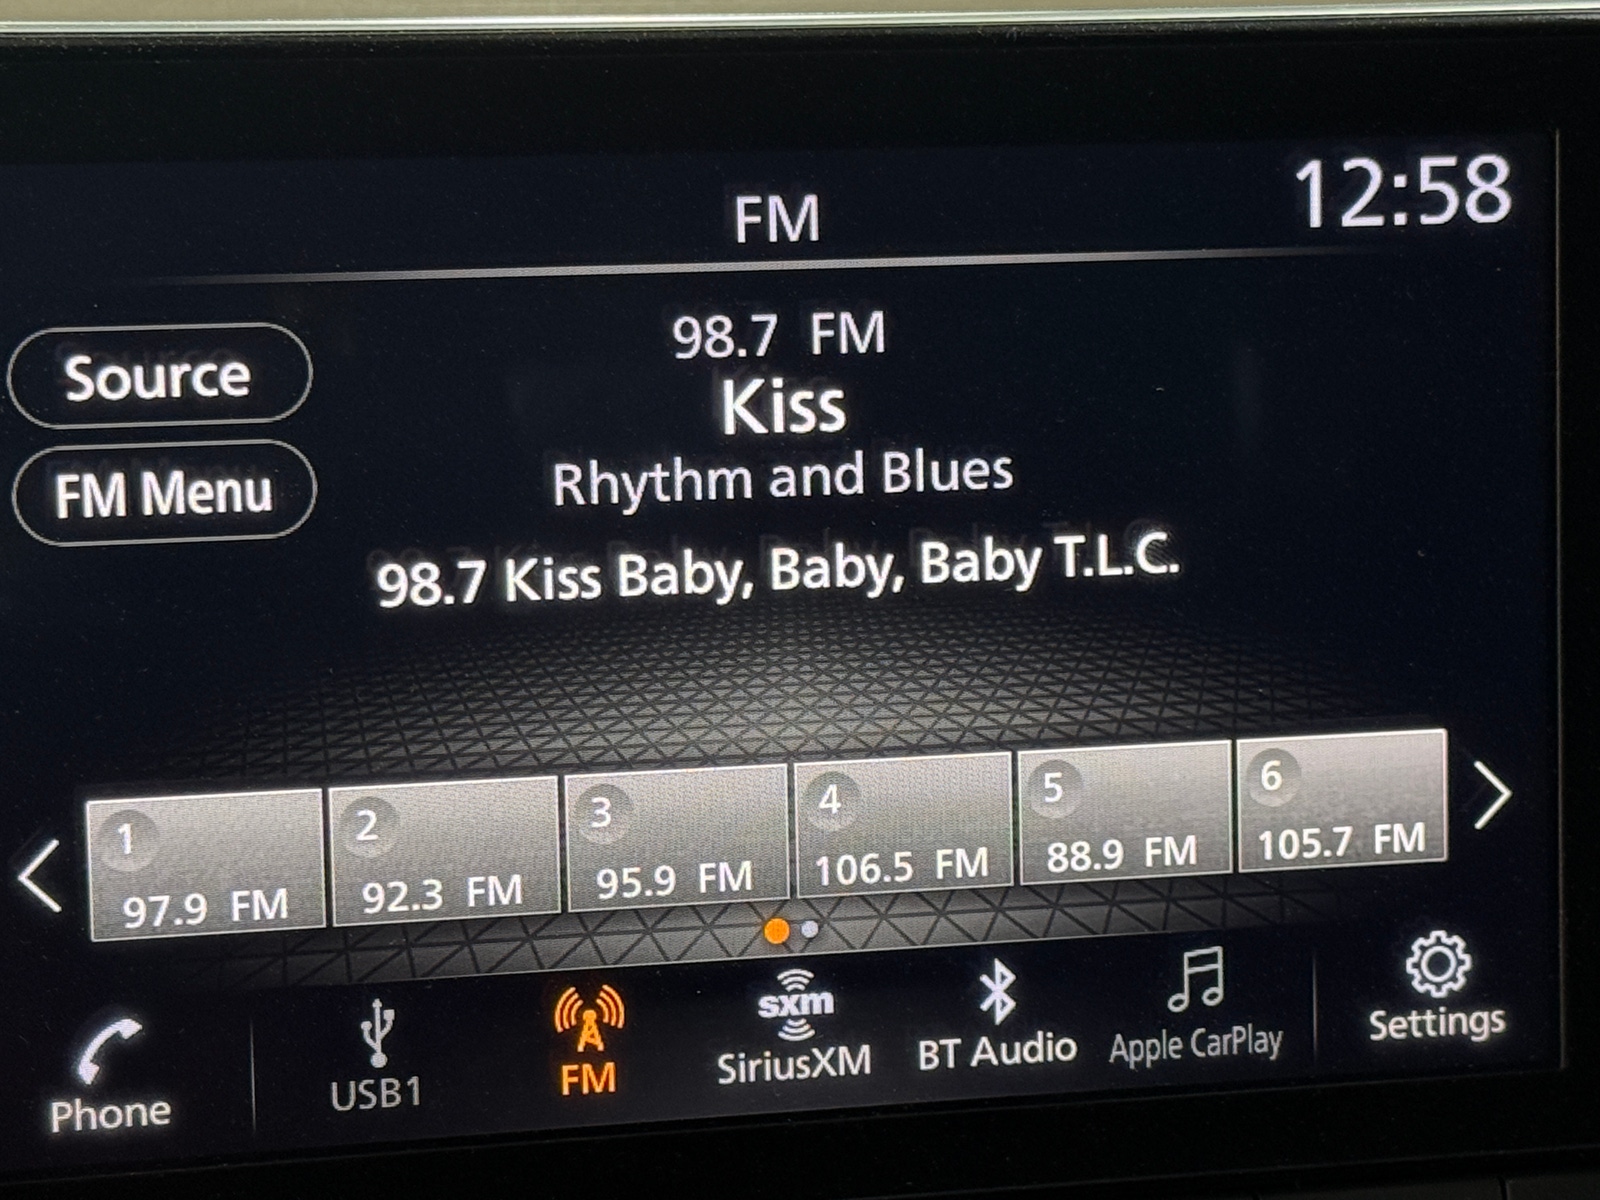 FM
12:58
98.7 FM
Source
Kiss
FM Menu
Rhythm and Blues
98.7 Kiss Baby, Baby, Baby T.L.C.
1
97.9 FM
2
92.3 FM
3
95.9 FM
4
106.5 FM
5
88.9 FM
6
105.7 FM
Phone
USB1
FM
sxm
SiriusXM
BT Audio
Apple CarPlay
Settings